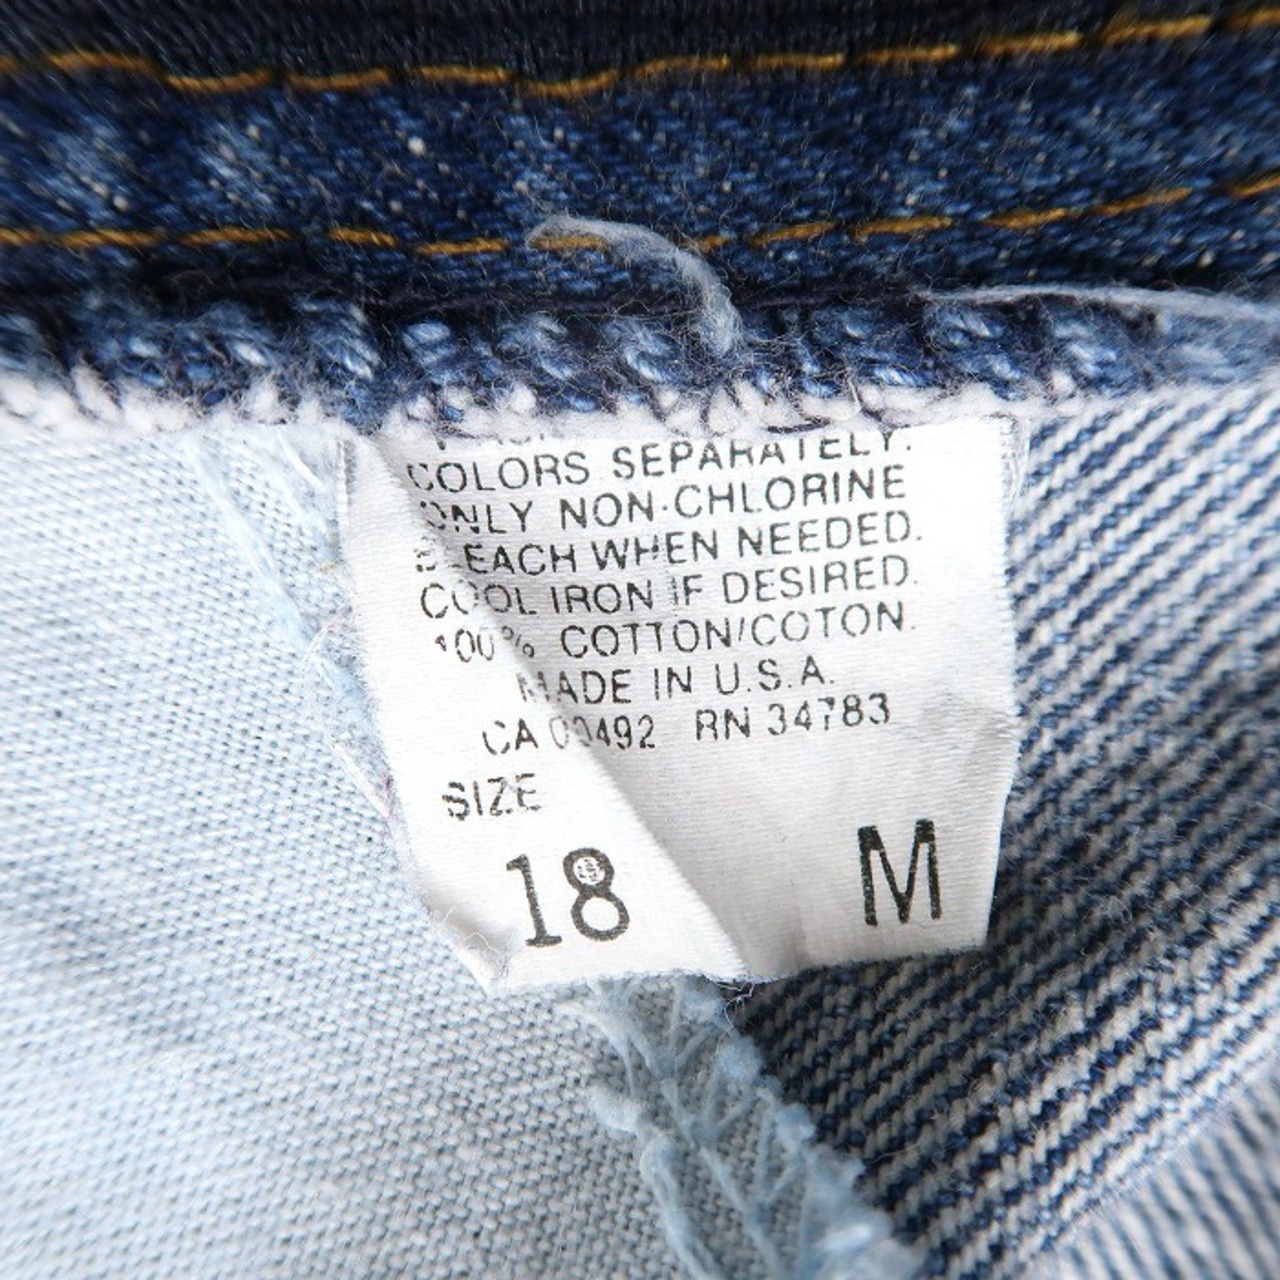 COLORS SEPARATELY.
ONLY NON-CHLORINE
BLEACH WHEN NEEDED.
COOL IRON IF DESIRED.
100% COTTON/COTON.
MADE IN U.S.A.
CA 00492 RN 34783
SIZE
18 M